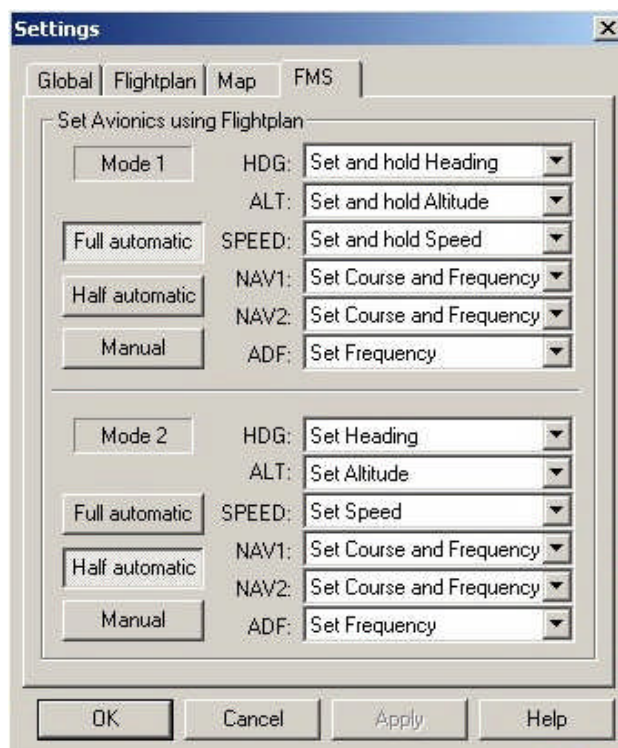 Settings
Global Flightplan Map FMS
Set Avionics using Flightplan
Mode 1 HDG: Set and hold Heading
ALT: Set and hold Altitude
Full automatic SPEED: Set and hold Speed
Half automatic NAV1: Set Course and Frequency
NAV2: Set Course and Frequency
Manual ADF: Set Frequency
Mode 2 HDG: Set Heading
ALT: Set Altitude
Full automatic SPEED: Set Speed
Half automatic NAV1: Set Course and Frequency
NAV2: Set Course and Frequency
Manual ADF: Set Frequency
OK Cancel Apply Help